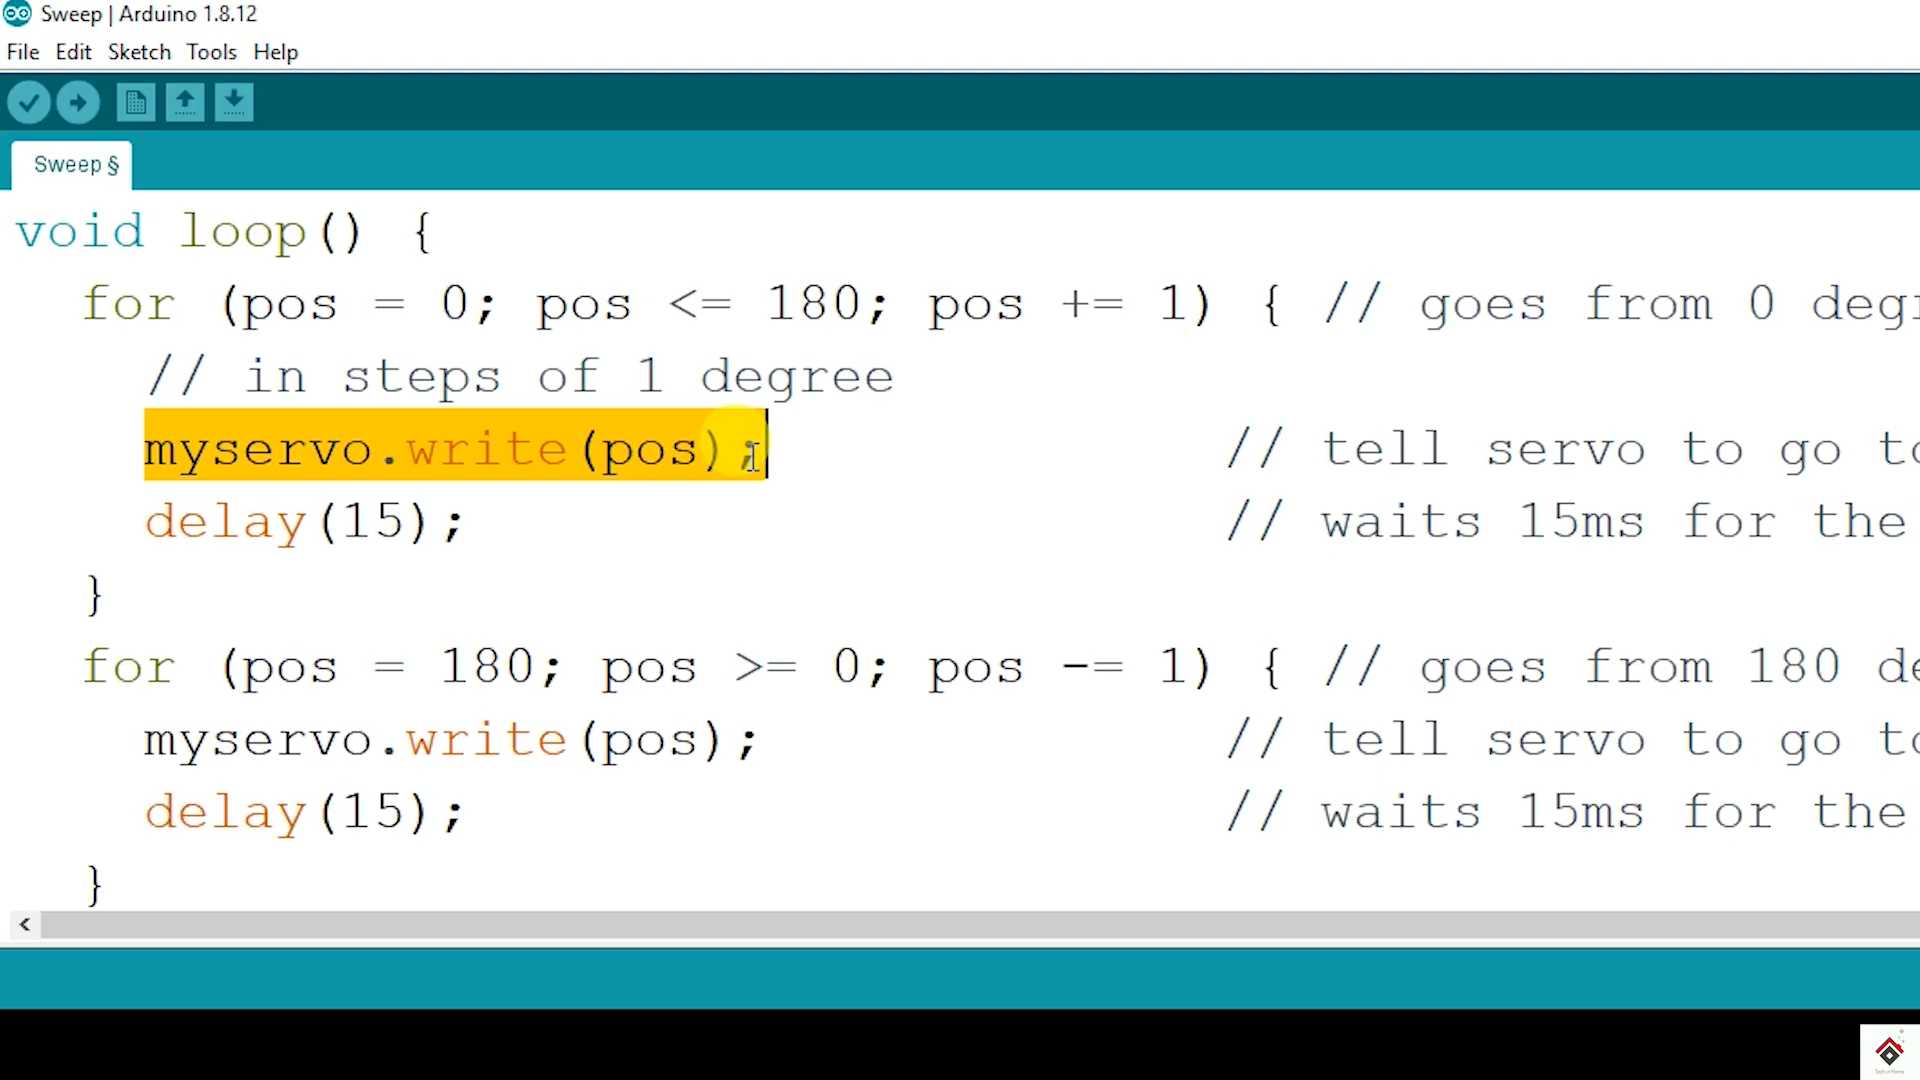 Sweep | Arduino 1.8.12
File Edit Sketch Tools Help
Sweep §
void loop() {
for (pos = 0; pos <= 180; pos += 1) { // goes from 0 degr
// in steps of 1 degree
myservo.write(pos); // tell servo to go to
delay(15); // waits 15ms for the
}
for (pos = 180; pos >= 0; pos -= 1) { // goes from 180 de
myservo.write(pos); // tell servo to go to
delay(15); // waits 15ms for the
}